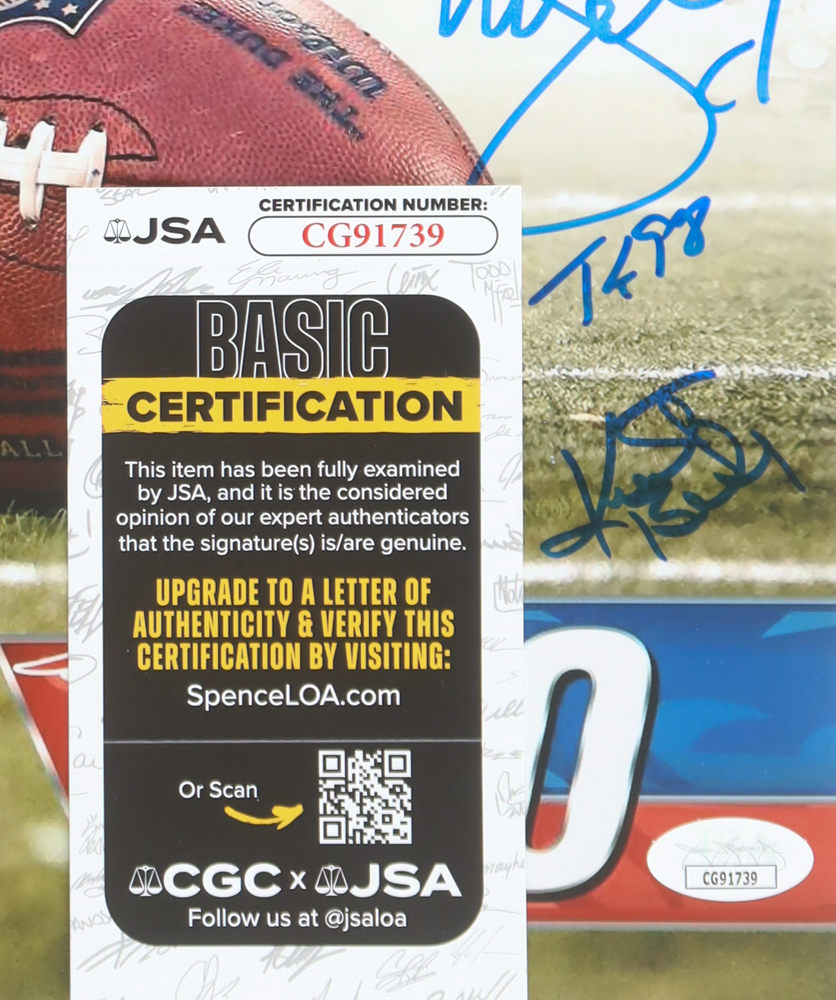 "THE DUKE"
CERTIFICATION NUMBER:
JSA
CG91739
BASIC
CERTIFICATION
This item has been fully examined
by JSA, and it is the considered
opinion of our expert authenticators
that the signature(s) is/are genuine.
UPGRADE TO A LETTER OF
AUTHENTICITY & VERIFY THIS
CERTIFICATION BY VISITING:
SpenceLOA.com
Or Scan
CGC x JSA
Follow us at @jsaloa
ALL
0
CG91739